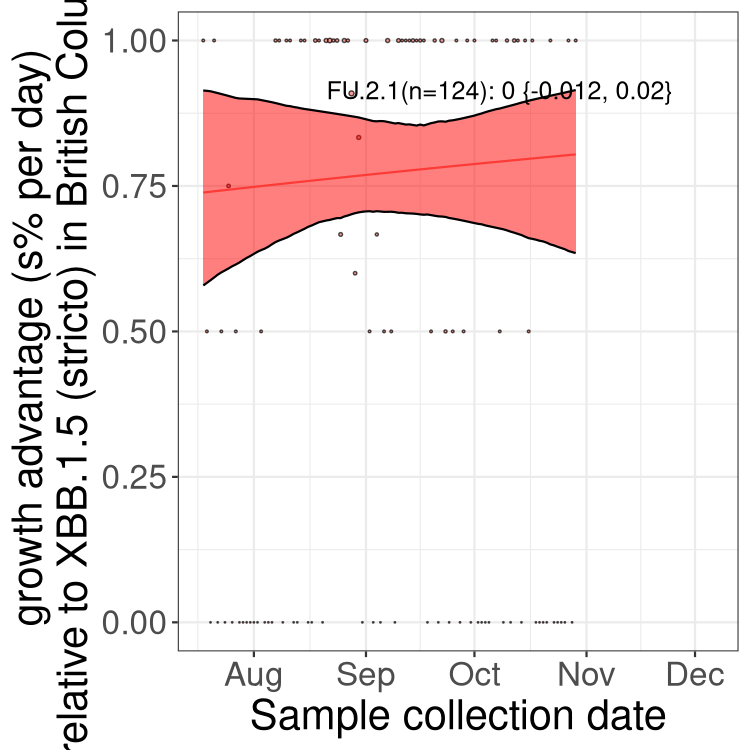 growth advantage (s% per day)
relative to XBB.1.5 (stricto) in British
1.00
0.75
0.50
0.25
0.00
FU.2.1(n=124): 0 {-0.012, 0.02}
Aug Sep Oct Nov Dec
Sample collection date